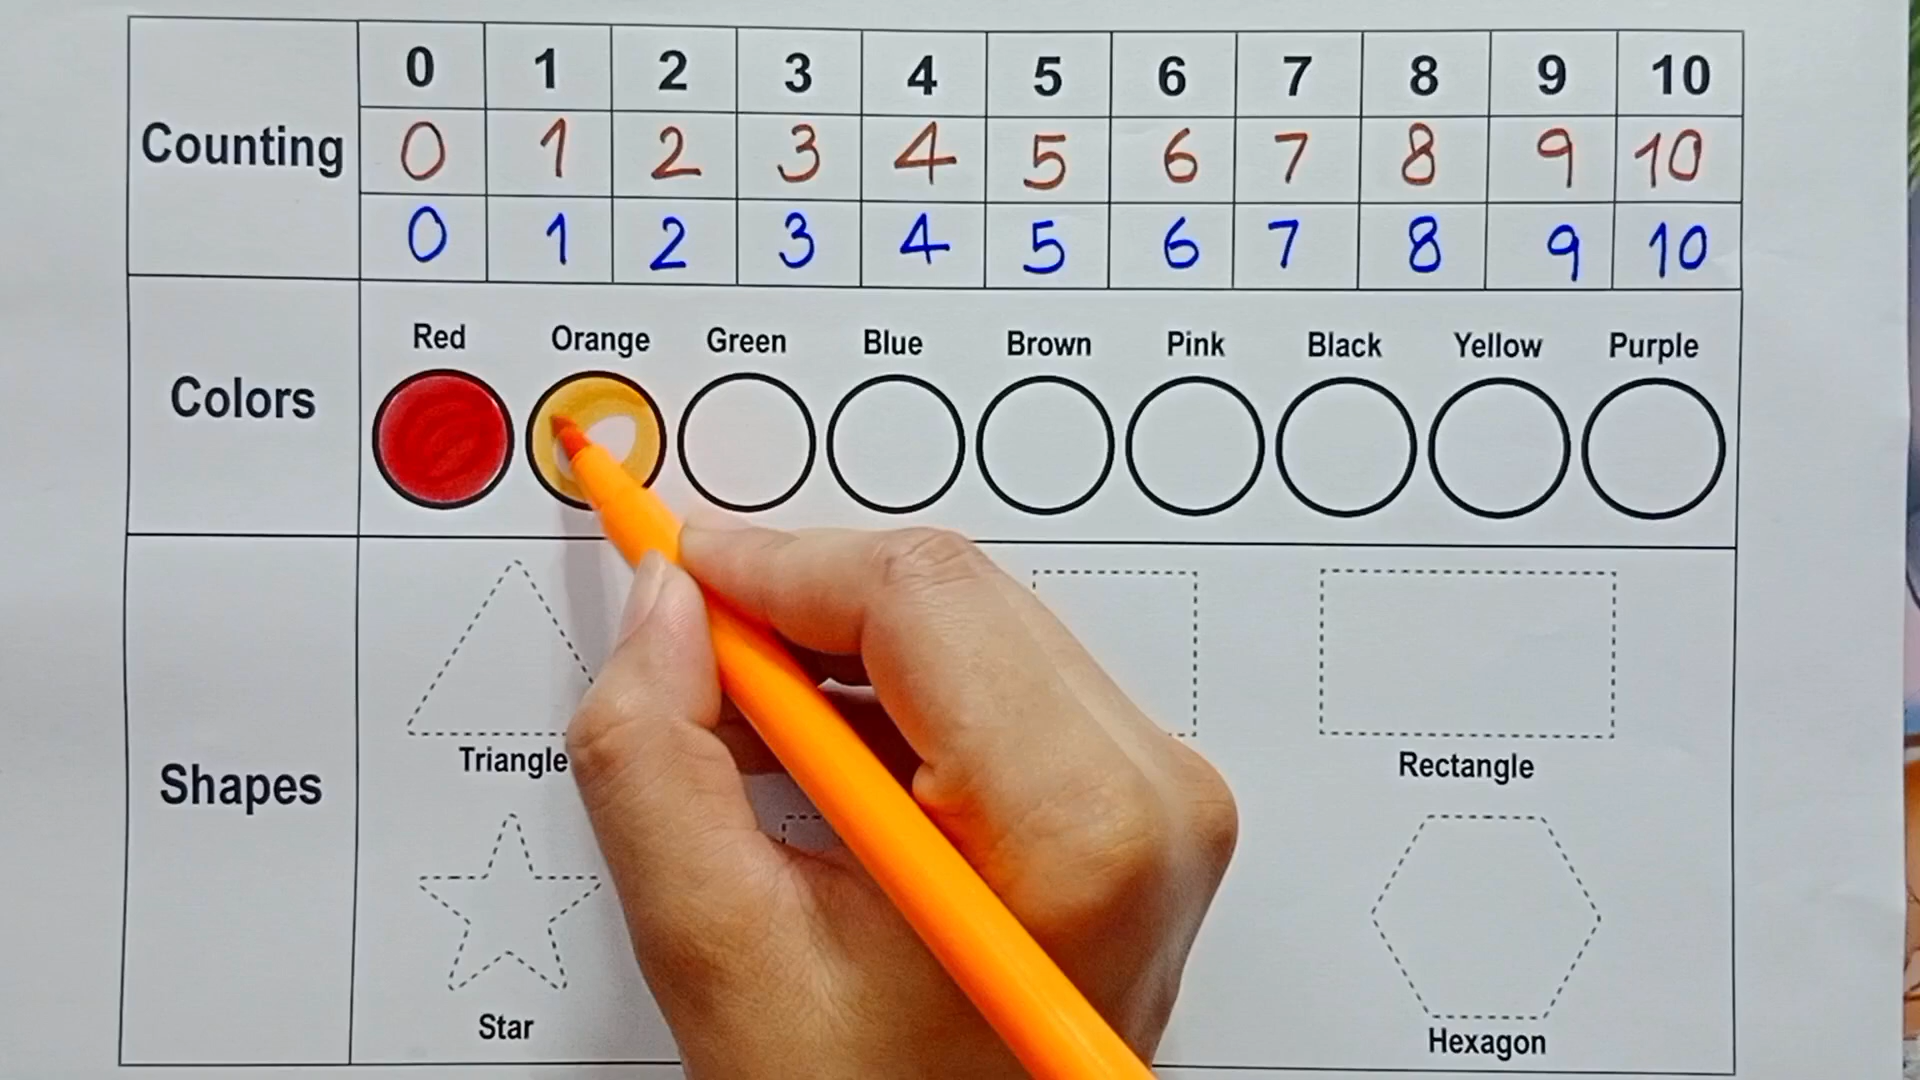 0 1 2 3 4 5 6 7 8 9 10
Counting
0 1 2 3 4 5 6 7 8 9 10
0 1 2 3 4 5 6 7 8 9 10
Red Orange Green Blue Brown Pink Black Yellow Purple
Colors
Triangle Rectangle
Shapes
Star Hexagon